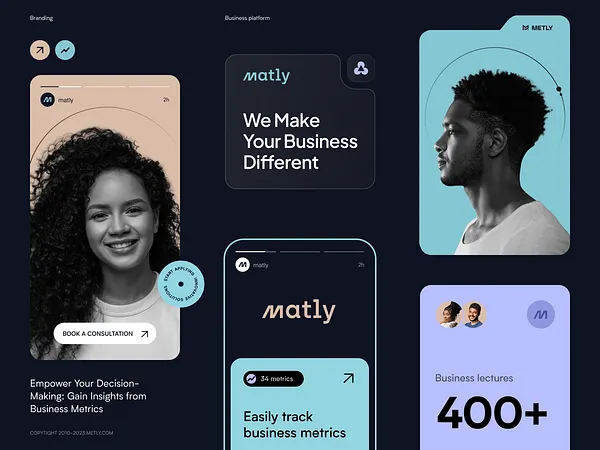 Branding
matly
2h
START APPLYING INNOVATIVE SOLUTIONS
BOOK A CONSULTATION
Empower Your Decision-
Making: Gain Insights from
Business Metrics
COPYRIGHT 2010-2023 METLY.COM
Business platform
matly
We Make
Your Business
Different
matly
2h
matly
34 metrics
Easily track
business metrics
METLY
Business lectures
400+